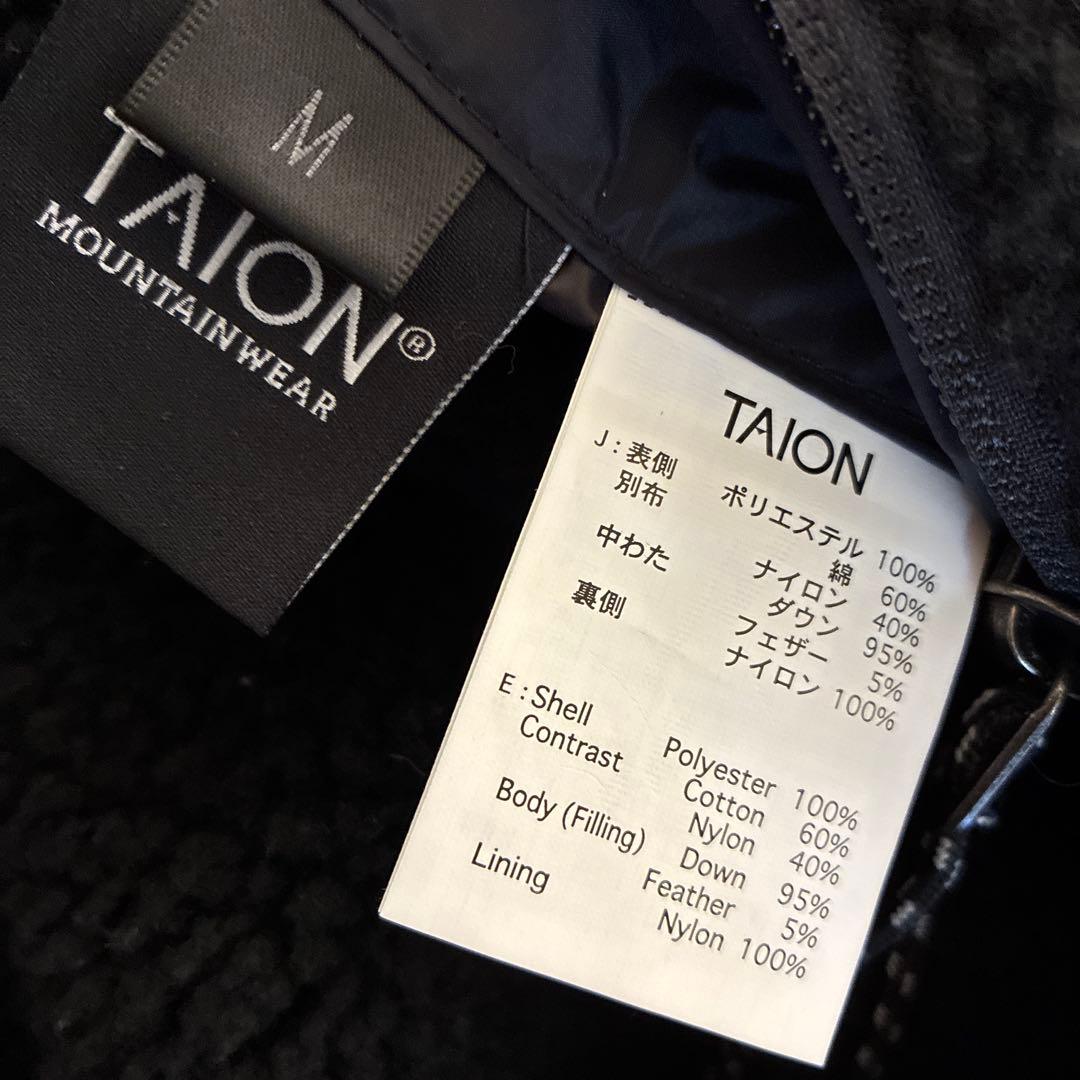 M
TAION®
MOUNTAIN WEAR
TAION
J : 表側 ポリエステル 100%
別布 綿 60%
ナイロン 40%
中わた ダウン 95%
フェザー 5%
裏側 ナイロン 100%
E : Shell Polyester 100%
Contrast Cotton 60%
Nylon 40%
Body (Filling) Down 95%
Feather 5%
Lining Nylon 100%